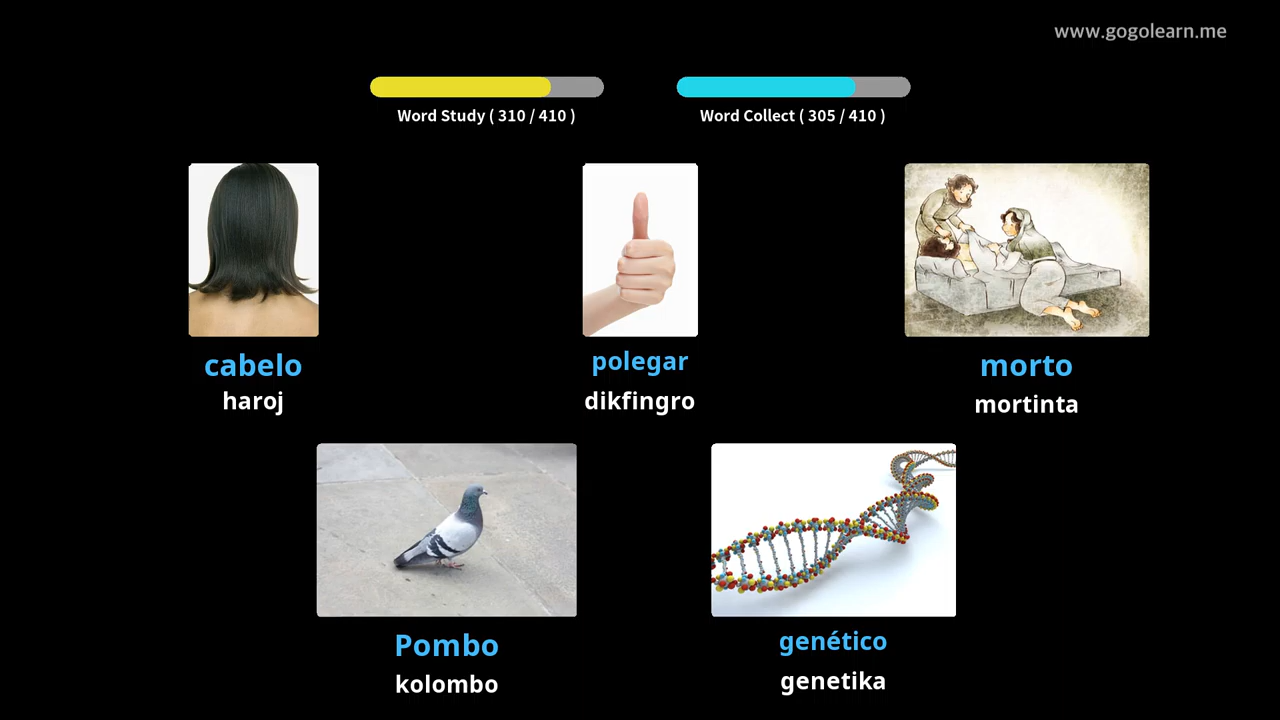 www.gogolearn.me
Word Study ( 310 / 410 )
Word Collect ( 305 / 410 )
cabelo
haroj
polegar
dikfingro
morto
mortinta
Pombo
kolombo
genético
genetika